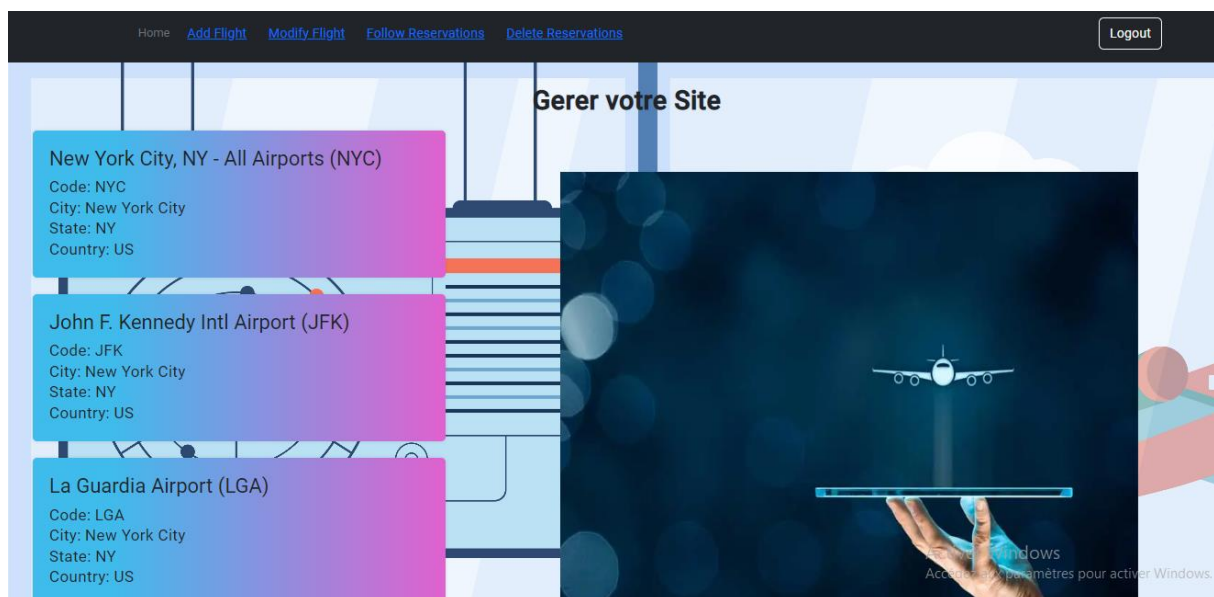 Home Add Flight Modify Flight Follow Reservations Delete Reservations Logout
Gerer votre Site
New York City, NY - All Airports (NYC)
Code: NYC
City: New York City
State: NY
Country: US
John F. Kennedy Intl Airport (JFK)
Code: JFK
City: New York City
State: NY
Country: US
La Guardia Airport (LGA)
Code: LGA
City: New York City
State: NY
Country: US
Activer Windows
Accédez aux paramètres pour activer Windows.